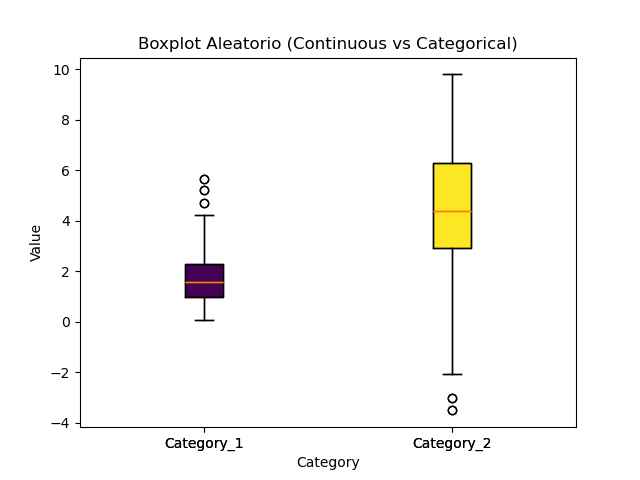 Boxplot Aleatorio (Continuous vs Categorical)
10
8
6
4
2
0
−2
−4
Value
Category_1
Category_2
Category